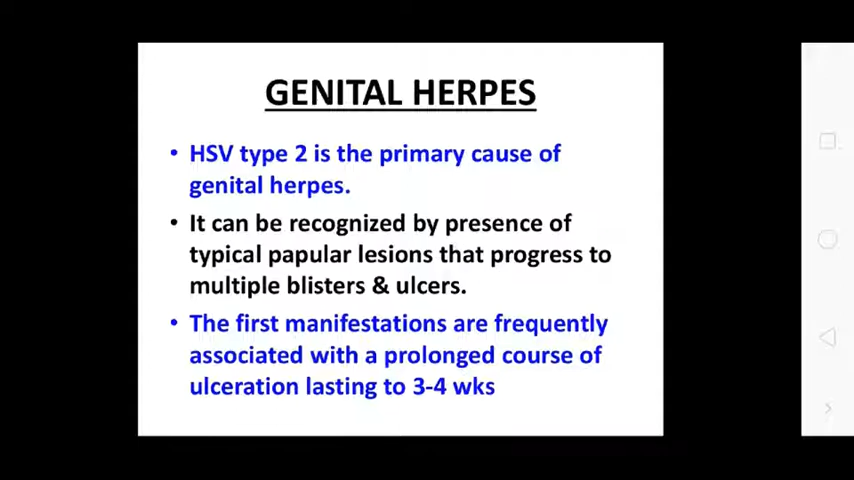 GENITAL HERPES
• HSV type 2 is the primary cause of
genital herpes.
• It can be recognized by presence of
typical papular lesions that progress to
multiple blisters & ulcers.
• The first manifestations are frequently
associated with a prolonged course of
ulceration lasting to 3-4 wks